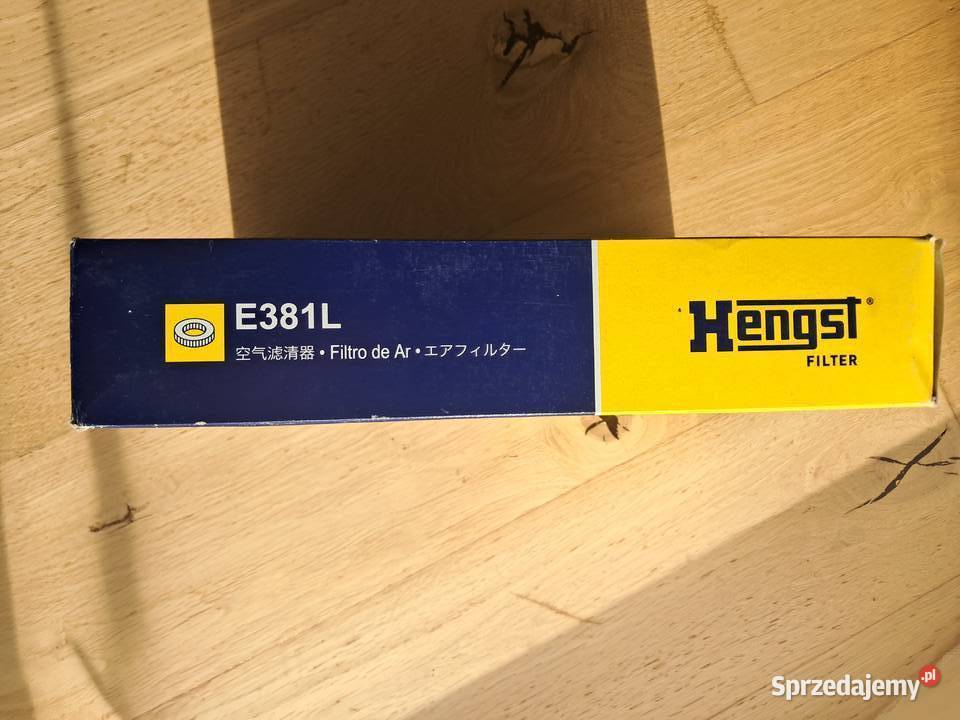 E381L
空气滤清器 • Filtro de Ar • エアフィルター
Hengst®
FILTER
Sprzedajemy.pl